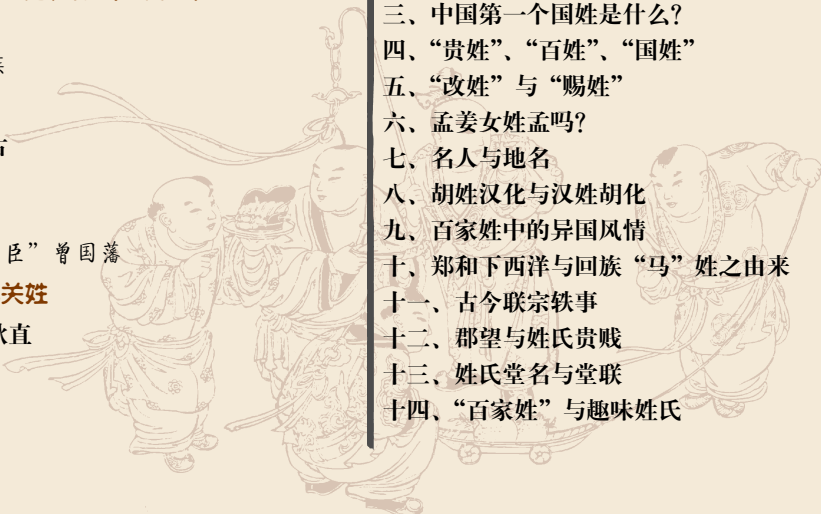 臣”曾国藩
关姓
直
三、中国第一个国姓是什么？
四、“贵姓”、“百姓”、“国姓”
五、“改姓”与“赐姓”
六、孟姜女姓孟吗？
七、名人与地名
八、胡姓汉化与汉姓胡化
九、百家姓中的异国风情
十、郑和下西洋与回族“马”姓之由来
十一、古今联宗轶事
十二、郡望与姓氏贵贱
十三、姓氏堂名与堂联
十四、“百家姓”与趣味姓氏